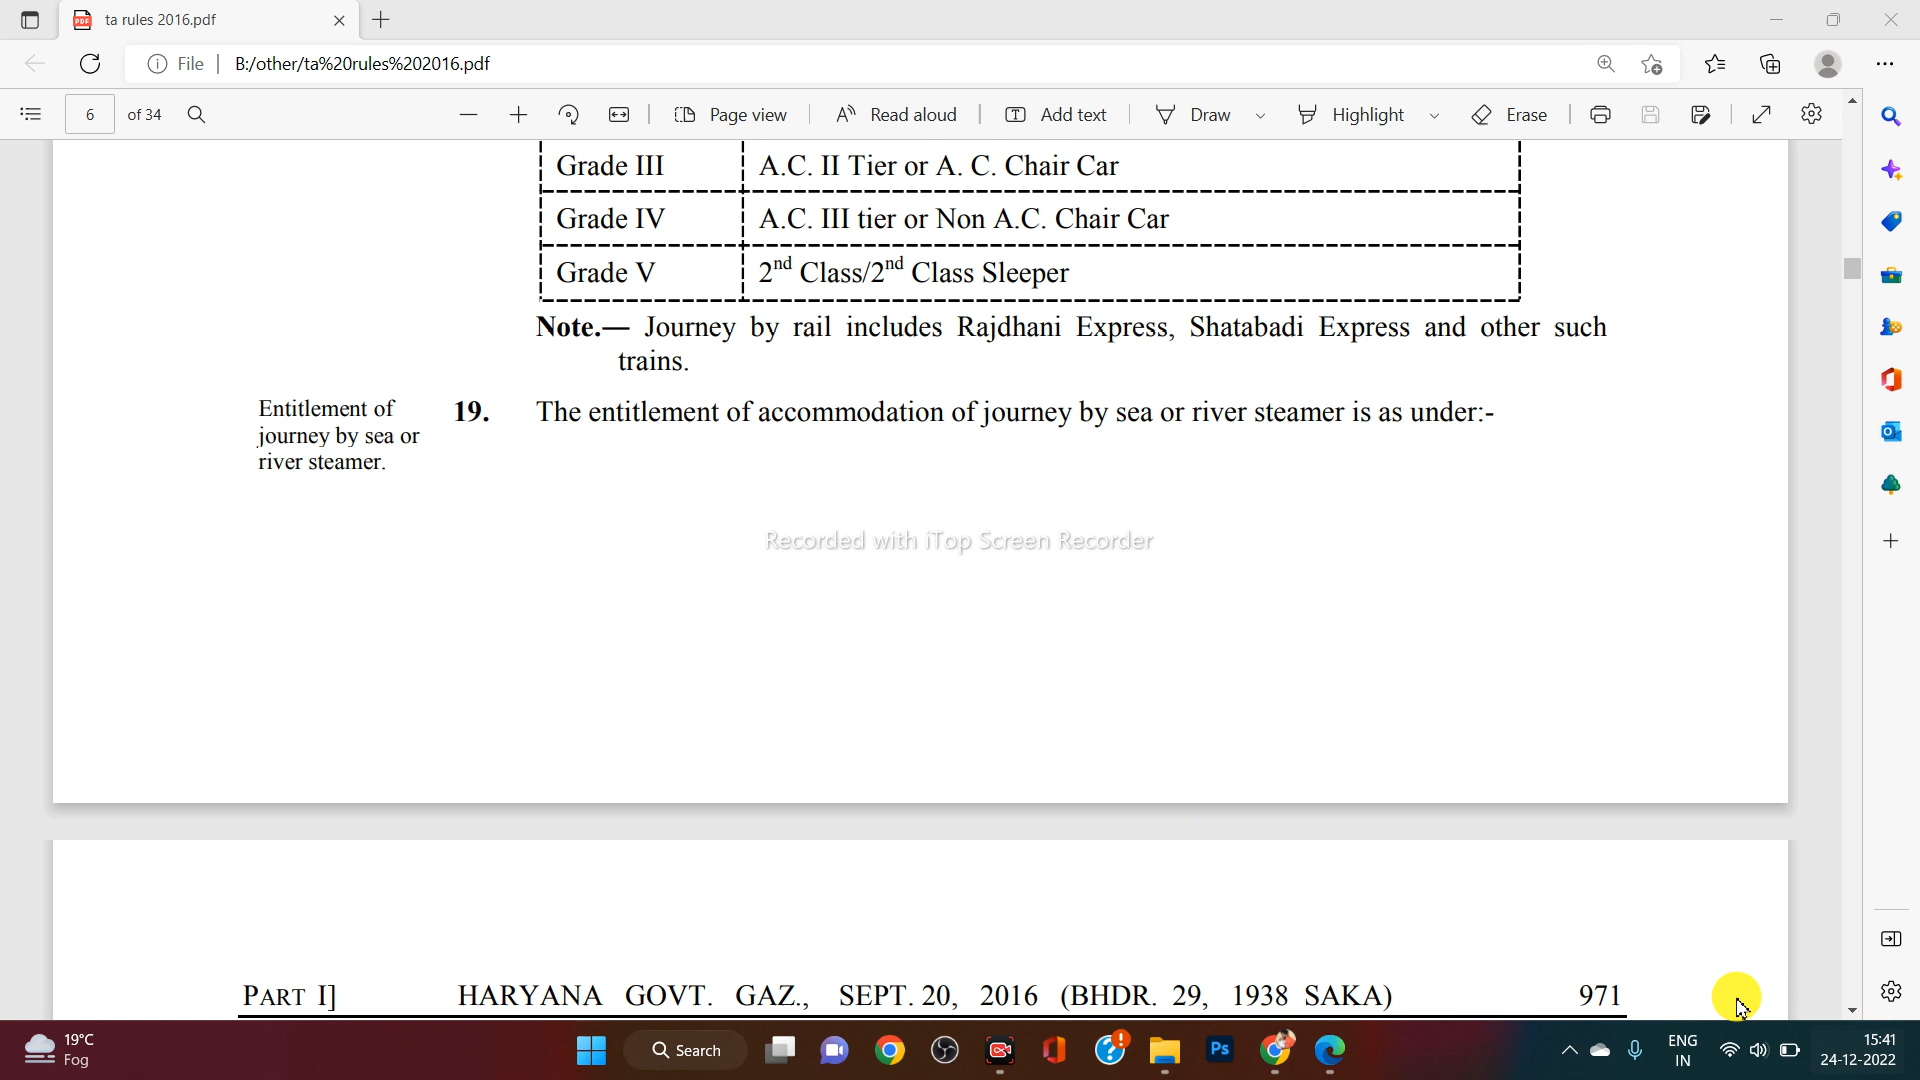 ta rules 2016.pdf
File
B:/other/ta%20rules%202016.pdf
6 of 34
Page view
Read aloud
Add text
Draw
Highlight
Erase
Grade III A.C. II Tier or A. C. Chair Car
Grade IV A.C. III tier or Non A.C. Chair Car
Grade V 2nd Class/2nd Class Sleeper
Note.— Journey by rail includes Rajdhani Express, Shatabadi Express and other such
trains.
Entitlement of
journey by sea or
river steamer.
19. The entitlement of accommodation of journey by sea or river steamer is as under:-
Recorded with iTop Screen Recorder
PART I] HARYANA GOVT. GAZ., SEPT. 20, 2016 (BHDR. 29, 1938 SAKA) 971
19°C
Fog
Search
Ps
ENG
IN
15:41
24-12-2022